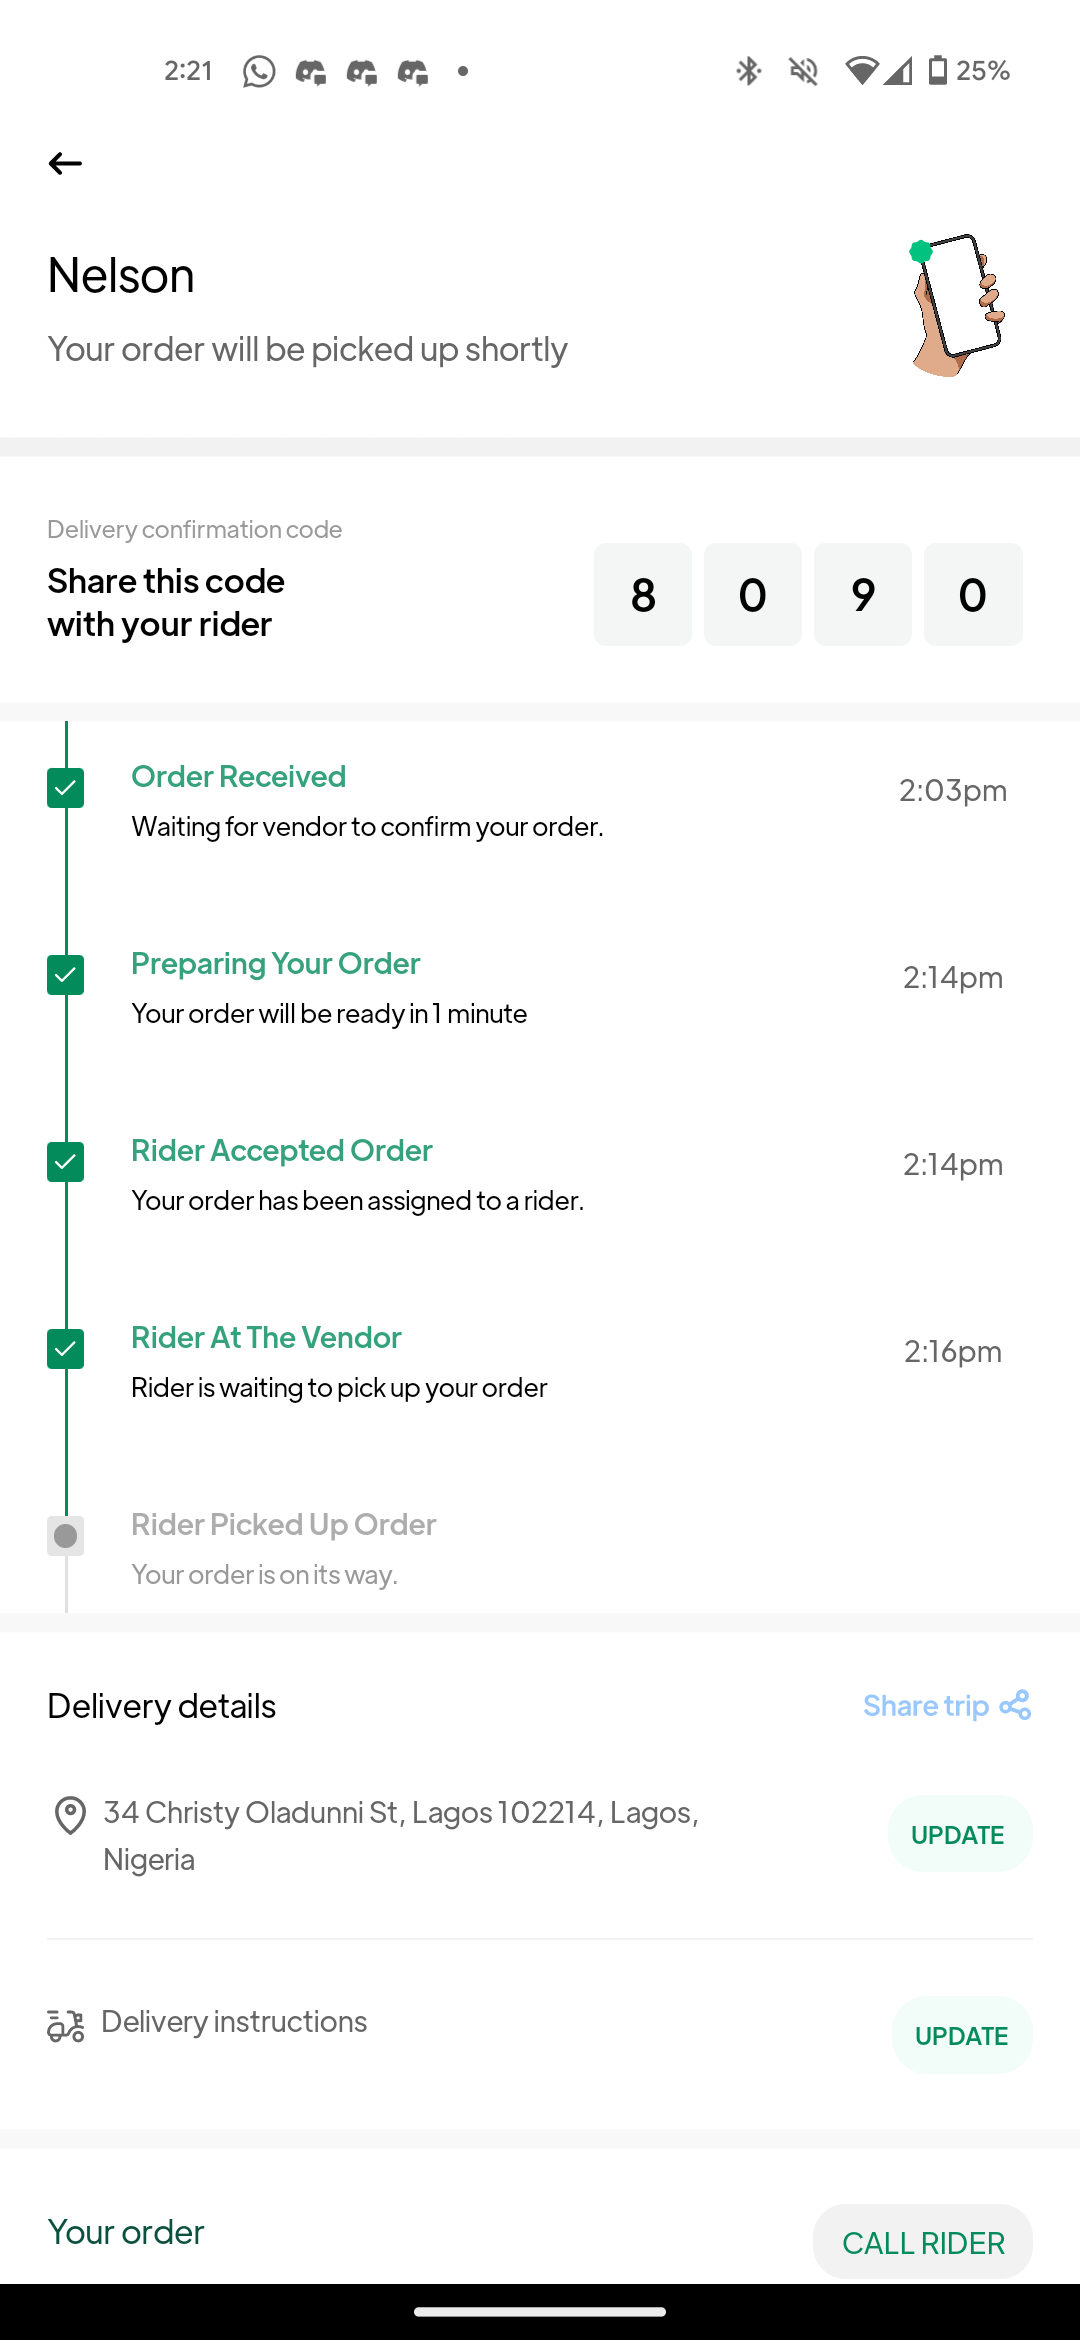 2:21
25%
Nelson
Your order will be picked up shortly
Delivery confirmation code
Share this code
with your rider
8 0 9 0
Order Received
2:03pm
Waiting for vendor to confirm your order.
Preparing Your Order
2:14pm
Your order will be ready in 1 minute
Rider Accepted Order
2:14pm
Your order has been assigned to a rider.
Rider At The Vendor
2:16pm
Rider is waiting to pick up your order
Rider Picked Up Order
Your order is on its way.
Delivery details
Share trip
34 Christy Oladunni St, Lagos 102214, Lagos,
Nigeria
UPDATE
Delivery instructions
UPDATE
Your order
CALL RIDER